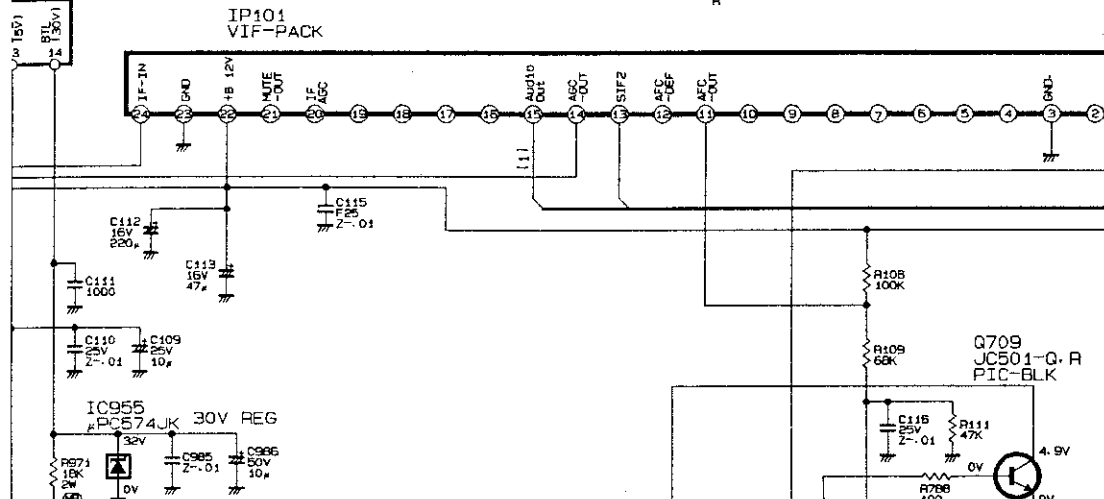 IP101
VIF-PACK
(5V)
BTL
(30V)
3
14
IF-IN
GND
+B 12V
MUTE
-OUT
IF
AGC
Audio
Out
AGC
-OUT
SIF2
AFC
-DEF
AFC
-OUT
GND
24
23
22
21
20
19
18
17
16
15
14
13
12
11
10
9
8
7
6
5
4
3
2
[1]
C115
F25
Z-.01
C112
16V
220μ
C113
16V
47μ
C111
1000
R108
100K
C110
25V
Z-.01
C109
25V
10μ
R109
68K
Q709
JC501-Q,R
PIC-BLK
IC955
μPC574JK
30V REG
32V
0V
R971
18K
2W
C985
Z-.01
C986
50V
10μ
C116
25V
Z-.01
R111
47K
4.9V
0V
R788
100
0V